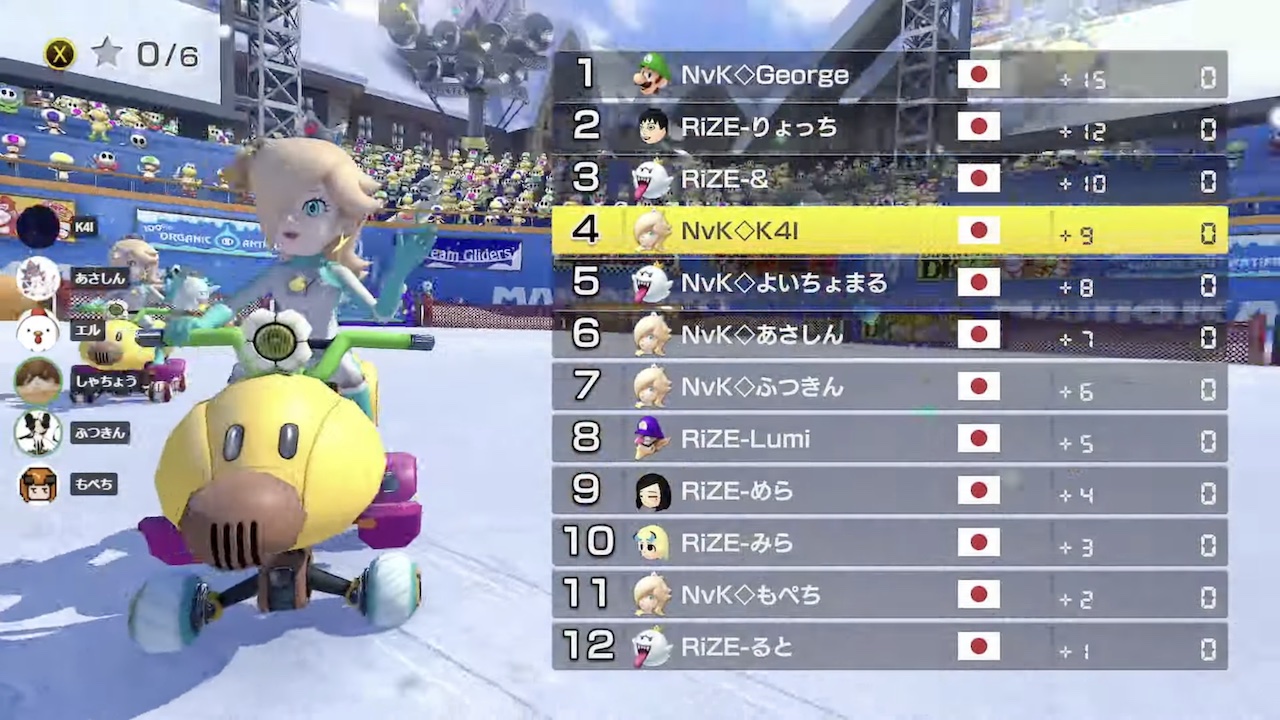 X 0/6
K4I
あさしん
エル
しゃちょう
ふつきん
もぺち
ORGANIC
Team Gliders
1 NvK◇George +15 0
2 RiZE-りょっち +12 0
3 RiZE-& +10 0
4 NvK◇K4I +9 0
5 NvK◇よいちょまる +8 0
6 NvK◇あさしん +7 0
7 NvK◇ふつきん +6 0
8 RiZE-Lumi +5 0
9 RiZE-めら +4 0
10 RiZE-みら +3 0
11 NvK◇もぺち +2 0
12 RiZE-ると +1 0